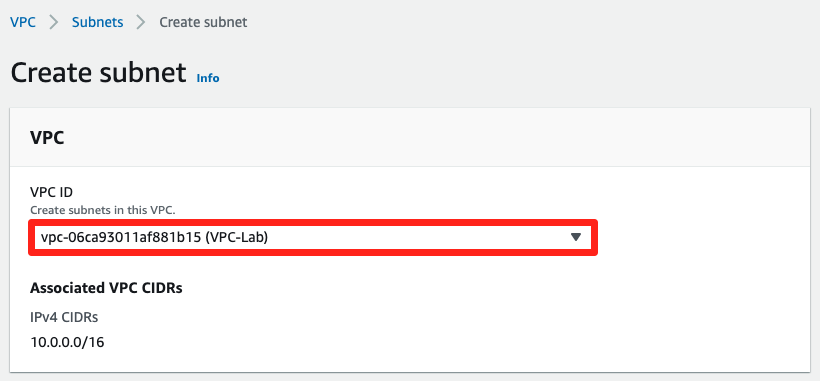 VPC > Subnets > Create subnet
Create subnet Info
VPC
VPC ID
Create subnets in this VPC.
vpc-06ca93011af881b15 (VPC-Lab)
Associated VPC CIDRs
IPv4 CIDRs
10.0.0.0/16